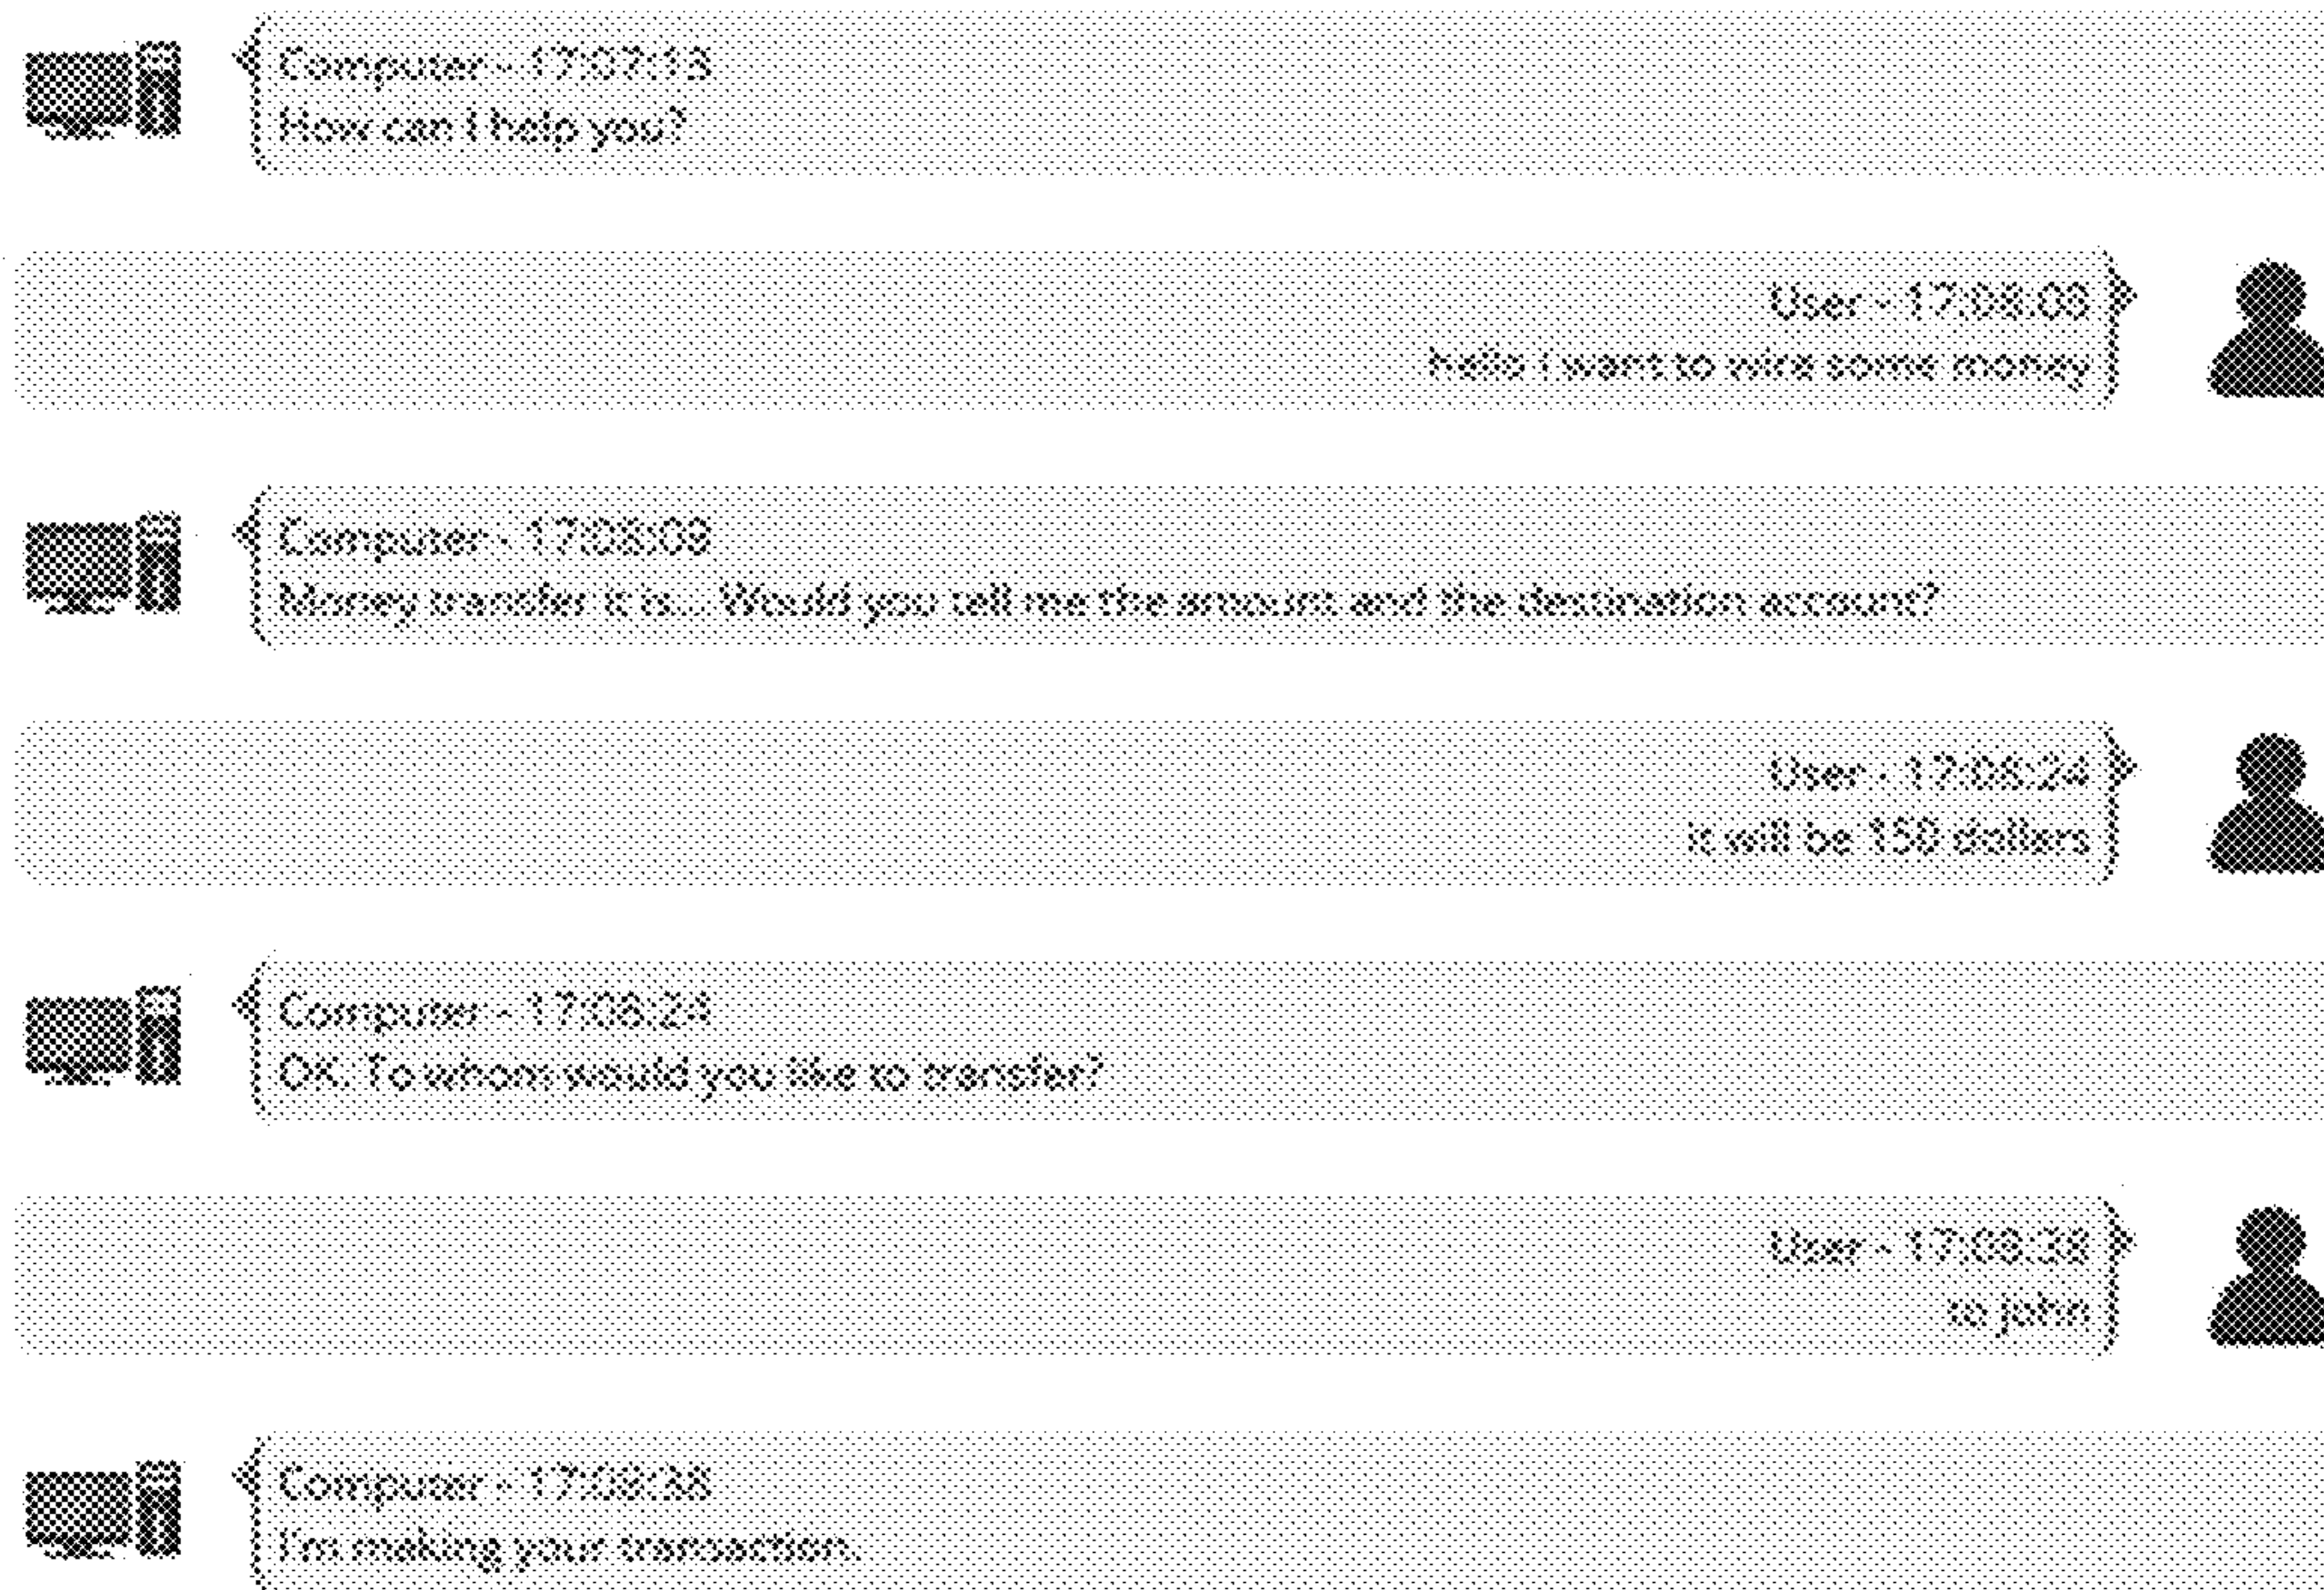 Computer - 17:07:13
How can I help you?
User - 17:08:08
hello i want to wire some money
Computer - 17:08:09
Money transfer it is... Would you tell me the amount and the destination account?
User - 17:08:24
it will be 150 dollers
Computer - 17:08:24
OK. To whom would you like to transfer?
User - 17:08:38
to john
Computer - 17:08:38
I'm making your transaction.